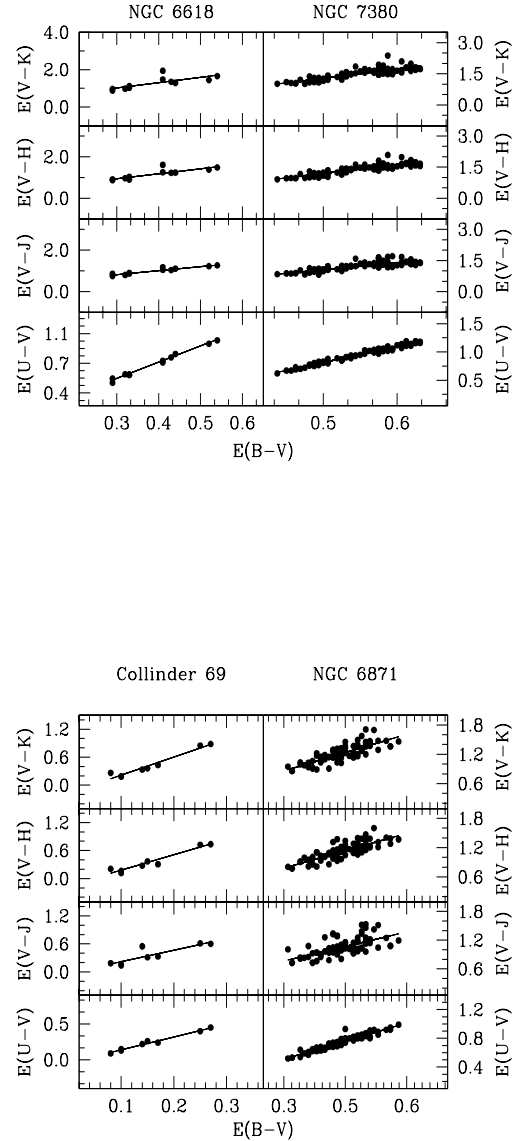 NGC 6618 NGC 7380
E(V−K) 4.0 2.0 0.0 3.0 1.5 0.0 E(V−K)
E(V−H) 2.0 0.0 3.0 1.5 0.0 E(V−H)
E(V−J) 2.0 0.0 3.0 1.5 0.0 E(V−J)
E(U−V) 1.1 0.7 0.4 1.5 1.0 0.5 E(U−V)
0.3 0.4 0.5 0.6 0.5 0.6
E(B−V)
Collinder 69 NGC 6871
E(V−K) 1.2 0.6 0.0 1.8 1.2 0.6 E(V−K)
E(V−H) 1.2 0.6 0.0 1.8 1.2 0.6 E(V−H)
E(V−J) 1.2 0.6 0.0 1.8 1.2 0.6 E(V−J)
E(U−V) 0.5 0.0 1.2 0.8 0.4 E(U−V)
0.1 0.2 0.3 0.3 0.5 0.6
E(B−V)